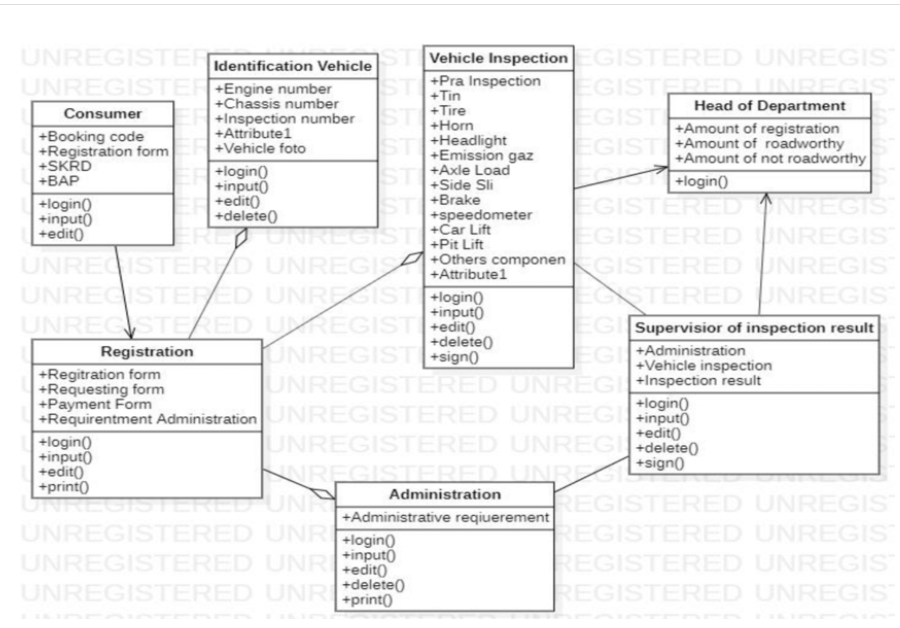 Consumer
+Booking code
+Registration form
+SKRD
+BAP
+login()
+input()
+edit()
Identification Vehicle
+Engine number
+Chassis number
+Inspection number
+Attribute1
+Vehicle foto
+login()
+input()
+edit()
+delete()
Vehicle Inspection
+Pra Inspection
+Tin
+Tire
+Horn
+Headlight
+Emission gaz
+Axle Load
+Side Sli
+Brake
+speedometer
+Car Lift
+Pit Lift
+Others componen
+Attribute1
+login()
+input()
+edit()
+delete()
+sign()
Head of Department
+Amount of registration
+Amount of roadworthy
+Amount of not roadworthy
+login()
Registration
+Regitration form
+Requesting form
+Payment Form
+Requirentment Administration
+login()
+input()
+edit()
+print()
Supervisior of inspection result
+Administration
+Vehicle inspection
+Inspection result
+login()
+input()
+edit()
+delete()
+sign()
Administration
+Administrative reqiuerement
+login()
+input()
+edit()
+delete()
+print()
UNREGISTERED